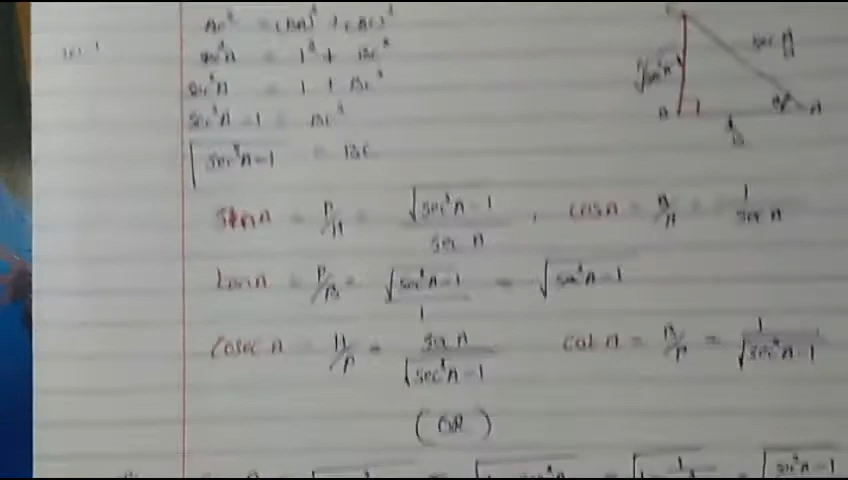 AC² = (BA)² + (BC)²
sec²A = 1² + BC²
sec²A = 1 + BC²
sec²A - 1 = BC²
√sec²A-1 = BC
sec A
B
A
sin A = P/H = √sec²A-1 / sec A , cos A = B/H = 1 / sec A
tan A = P/B = √sec²A-1 / 1 = √sec²A-1
cosec A = H/P = sec A / √sec²A-1 cot A = B/P = 1 / √sec²A-1
(OR)